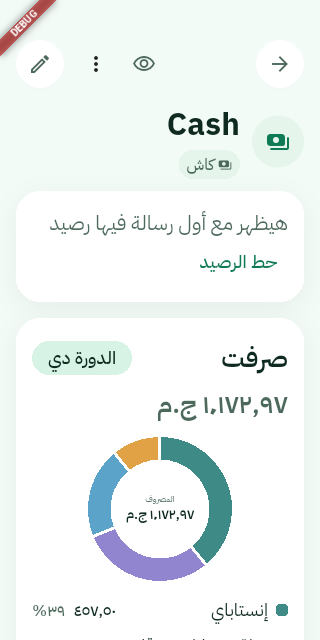 DEBUG
Cash
كاش
هيظهر مع أول رسالة فيها رصيد
حط الرصيد
صرفت
الدورة دي
١,١٧٢,٩٧ ج.م
المصروف
١,١٧٢,٩٧ ج.م
إنستاباي
٤٥٧,٥٠
٣٩%